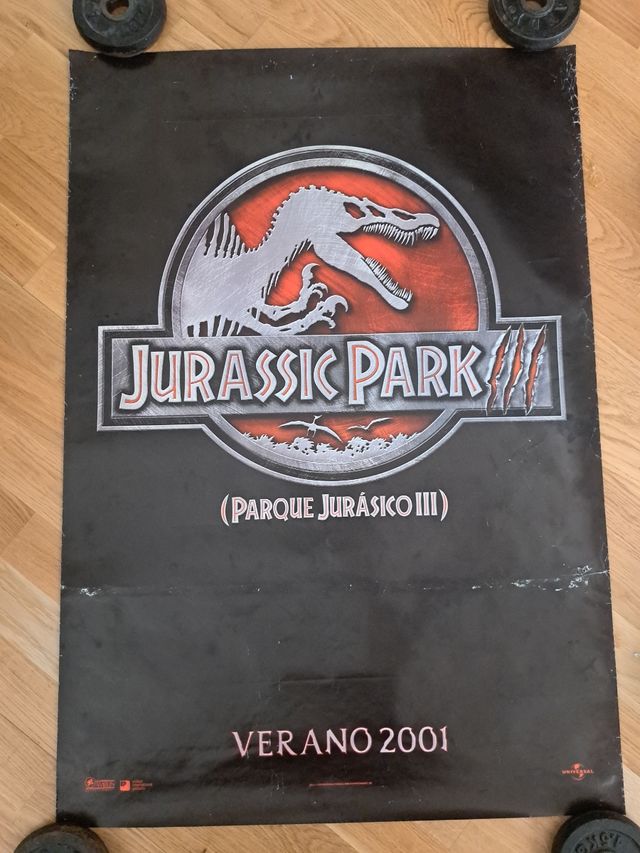 JURASSIC PARK III
(PARQUE JURÁSICO III)
VERANO 2001
UNIVERSAL